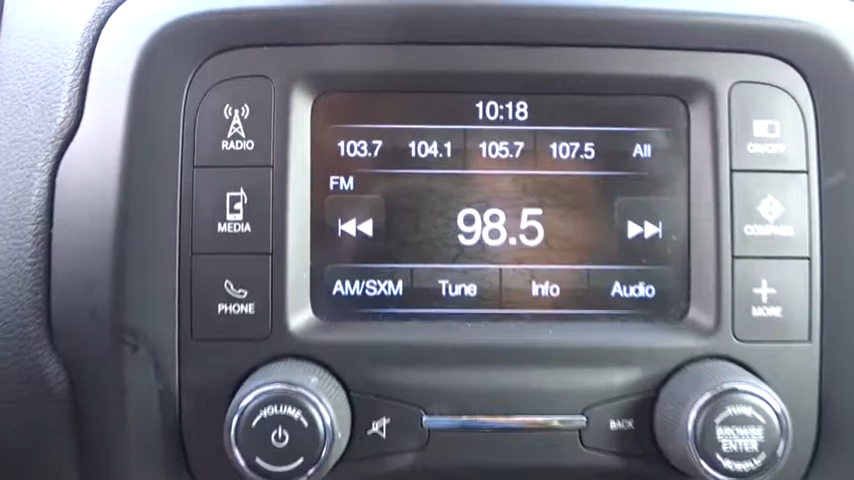 10:18
103.7 104.1 105.7 107.5 All
FM
98.5
AM/SXM Tune Info Audio
RADIO
MEDIA
PHONE
ON/OFF
COMPASS
MORE
VOLUME
BACK
TUNE
BROWSE
ENTER
SCROLL